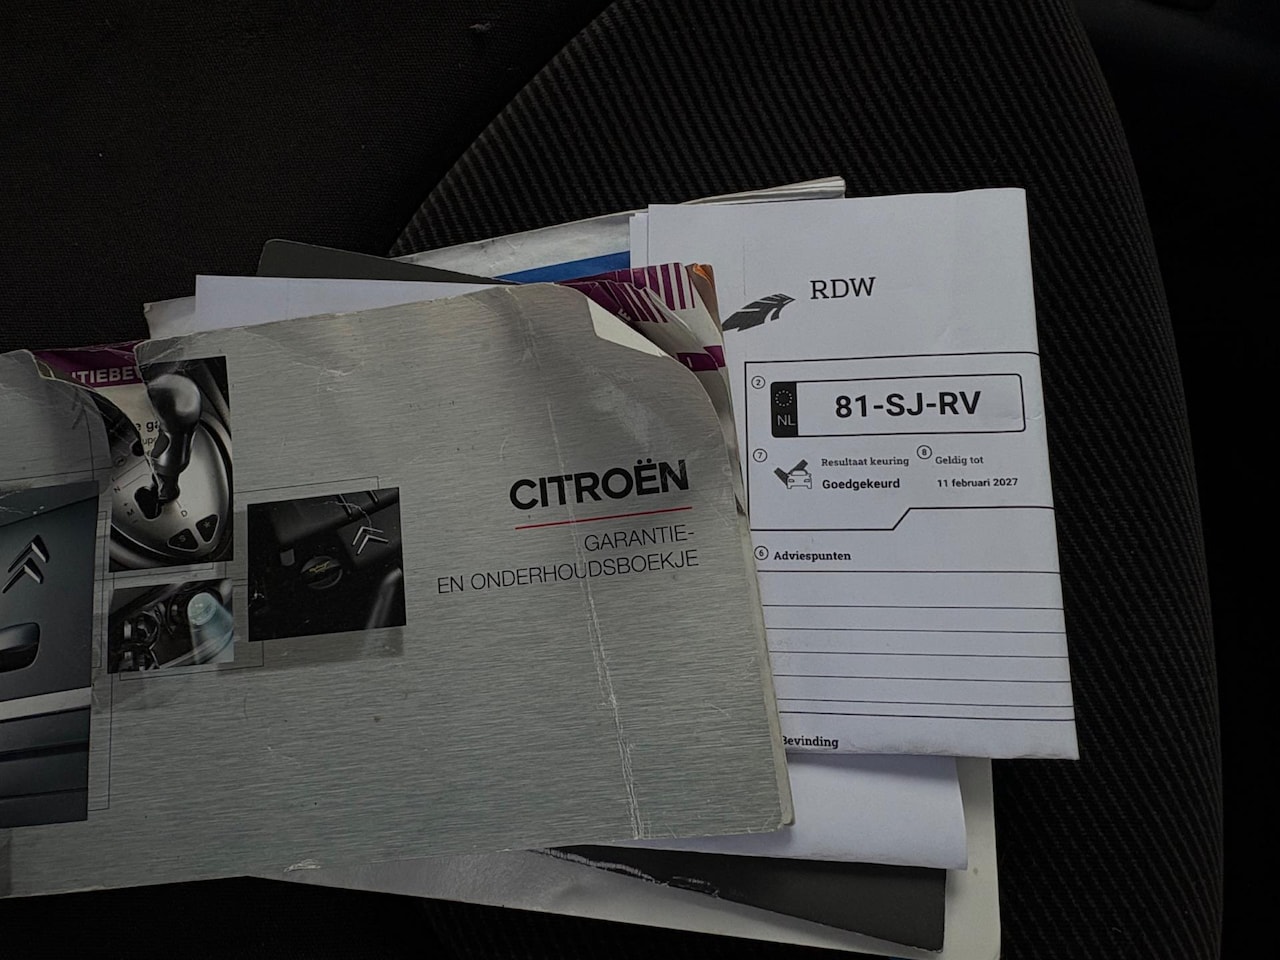 RDW
2
NL
81-SJ-RV
7
Resultaat keuring
Goedgekeurd
8
Geldig tot
11 februari 2027
6
Adviespunten
Bevinding
CITROËN
GARANTIE-
EN ONDERHOUDSBOEKJE
N
D
M